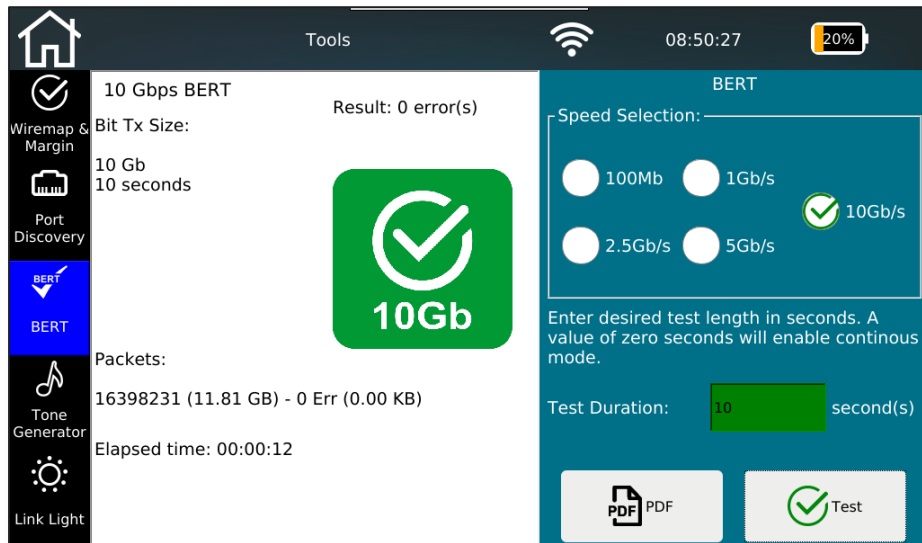 Tools
08:50:27
20%
Wiremap &
Margin
Port
Discovery
BERT
BERT
Tone
Generator
Link Light
10 Gbps BERT
Result: 0 error(s)
Bit Tx Size:
10 Gb
10 seconds
10Gb
Packets:
16398231 (11.81 GB) - 0 Err (0.00 KB)
Elapsed time: 00:00:12
BERT
Speed Selection:
100Mb
1Gb/s
10Gb/s
2.5Gb/s
5Gb/s
Enter desired test length in seconds. A
value of zero seconds will enable continous
mode.
Test Duration:
10
second(s)
PDF
PDF
Test